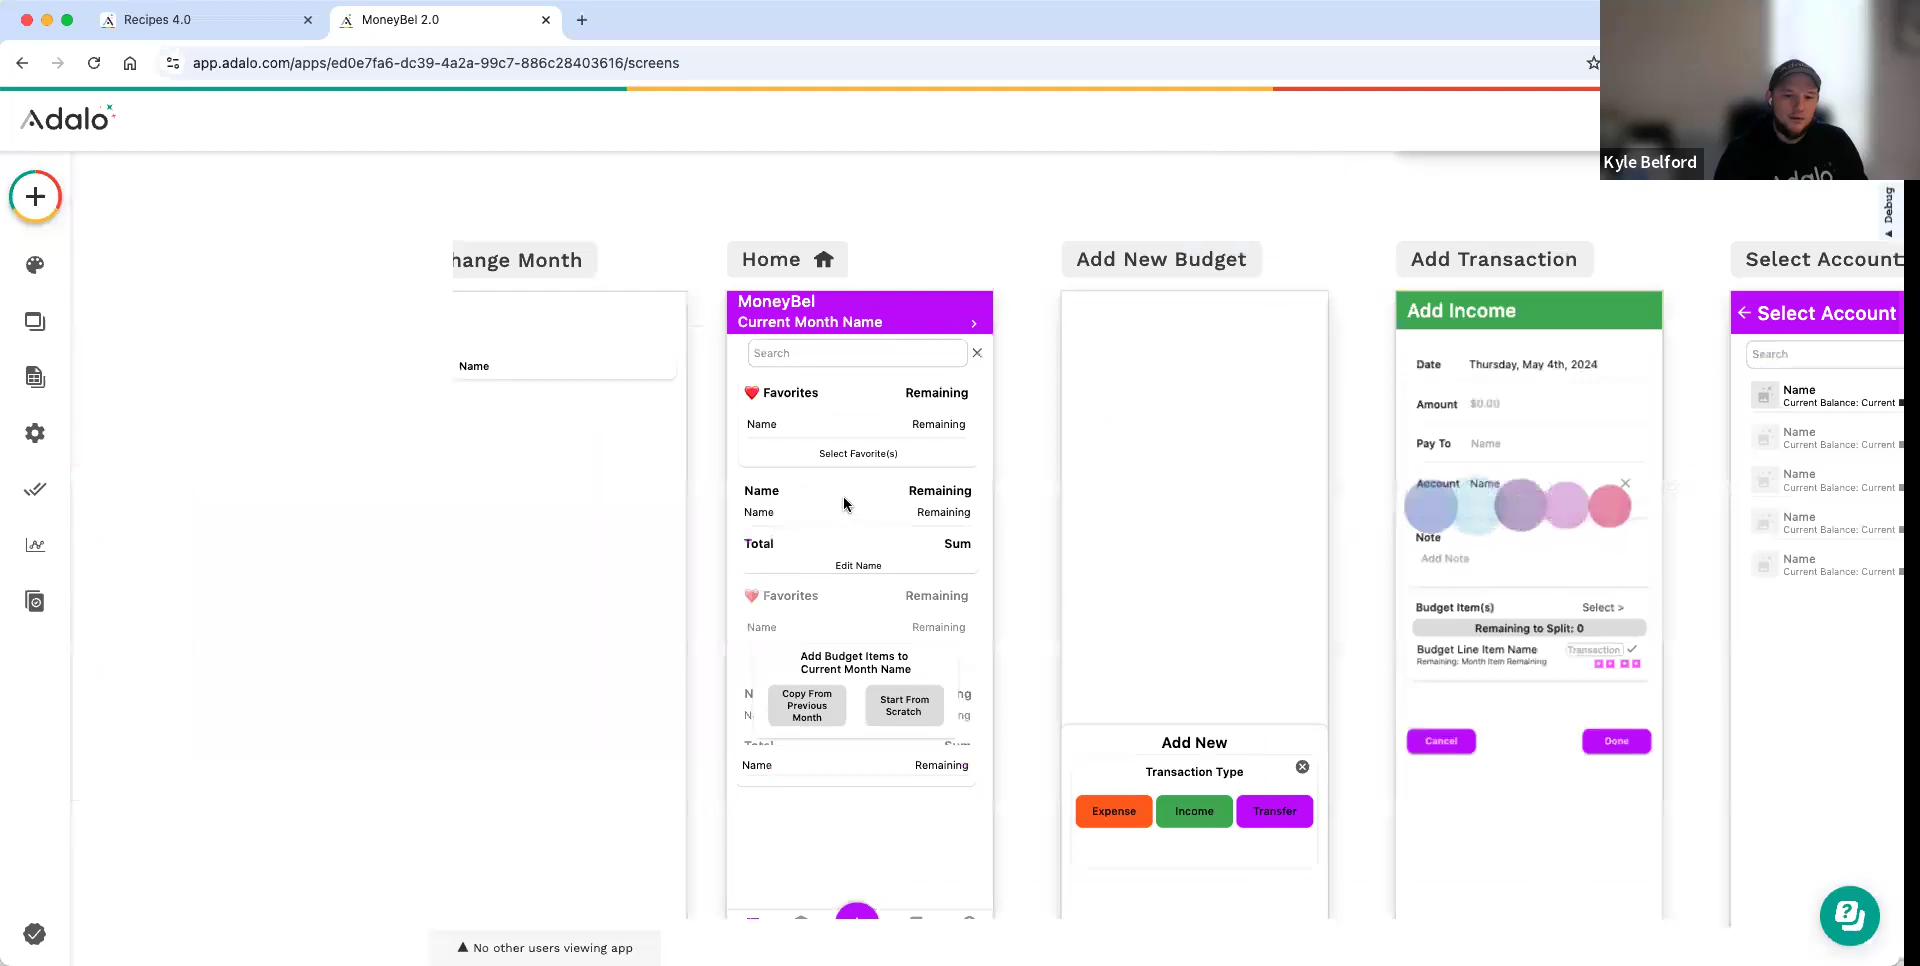 Recipes 4.0
MoneyBel 2.0
app.adalo.com/apps/ed0e7fa6-dc39-4a2a-99c7-886c28403616/screens
Adalo
Kyle Belford
Adalo
Debug
hange Month
Name
Home
MoneyBel
Current Month Name
Search
Favorites Remaining
Name Remaining
Select Favorite(s)
Name Remaining
Name Remaining
Total Sum
Edit Name
Favorites Remaining
Name Remaining
Add Budget Items to
Current Month Name
Copy From
Previous
Month
Start From
Scratch
Name Remaining
Add New Budget
Add New
Transaction Type
Expense Income Transfer
Add Transaction
Add Income
Date Thursday, May 4th, 2024
Amount $0.00
Pay To Name
Account Name
Note
Add Note
Budget Item(s) Select >
Remaining to Split: 0
Budget Line Item Name Transaction
Remaining: Month Item Remaining
Cancel Done
Select Account
Select Account
Search
Name
Current Balance: Current
Name
Current Balance: Current
Name
Current Balance: Current
Name
Current Balance: Current
Name
Current Balance: Current
No other users viewing app